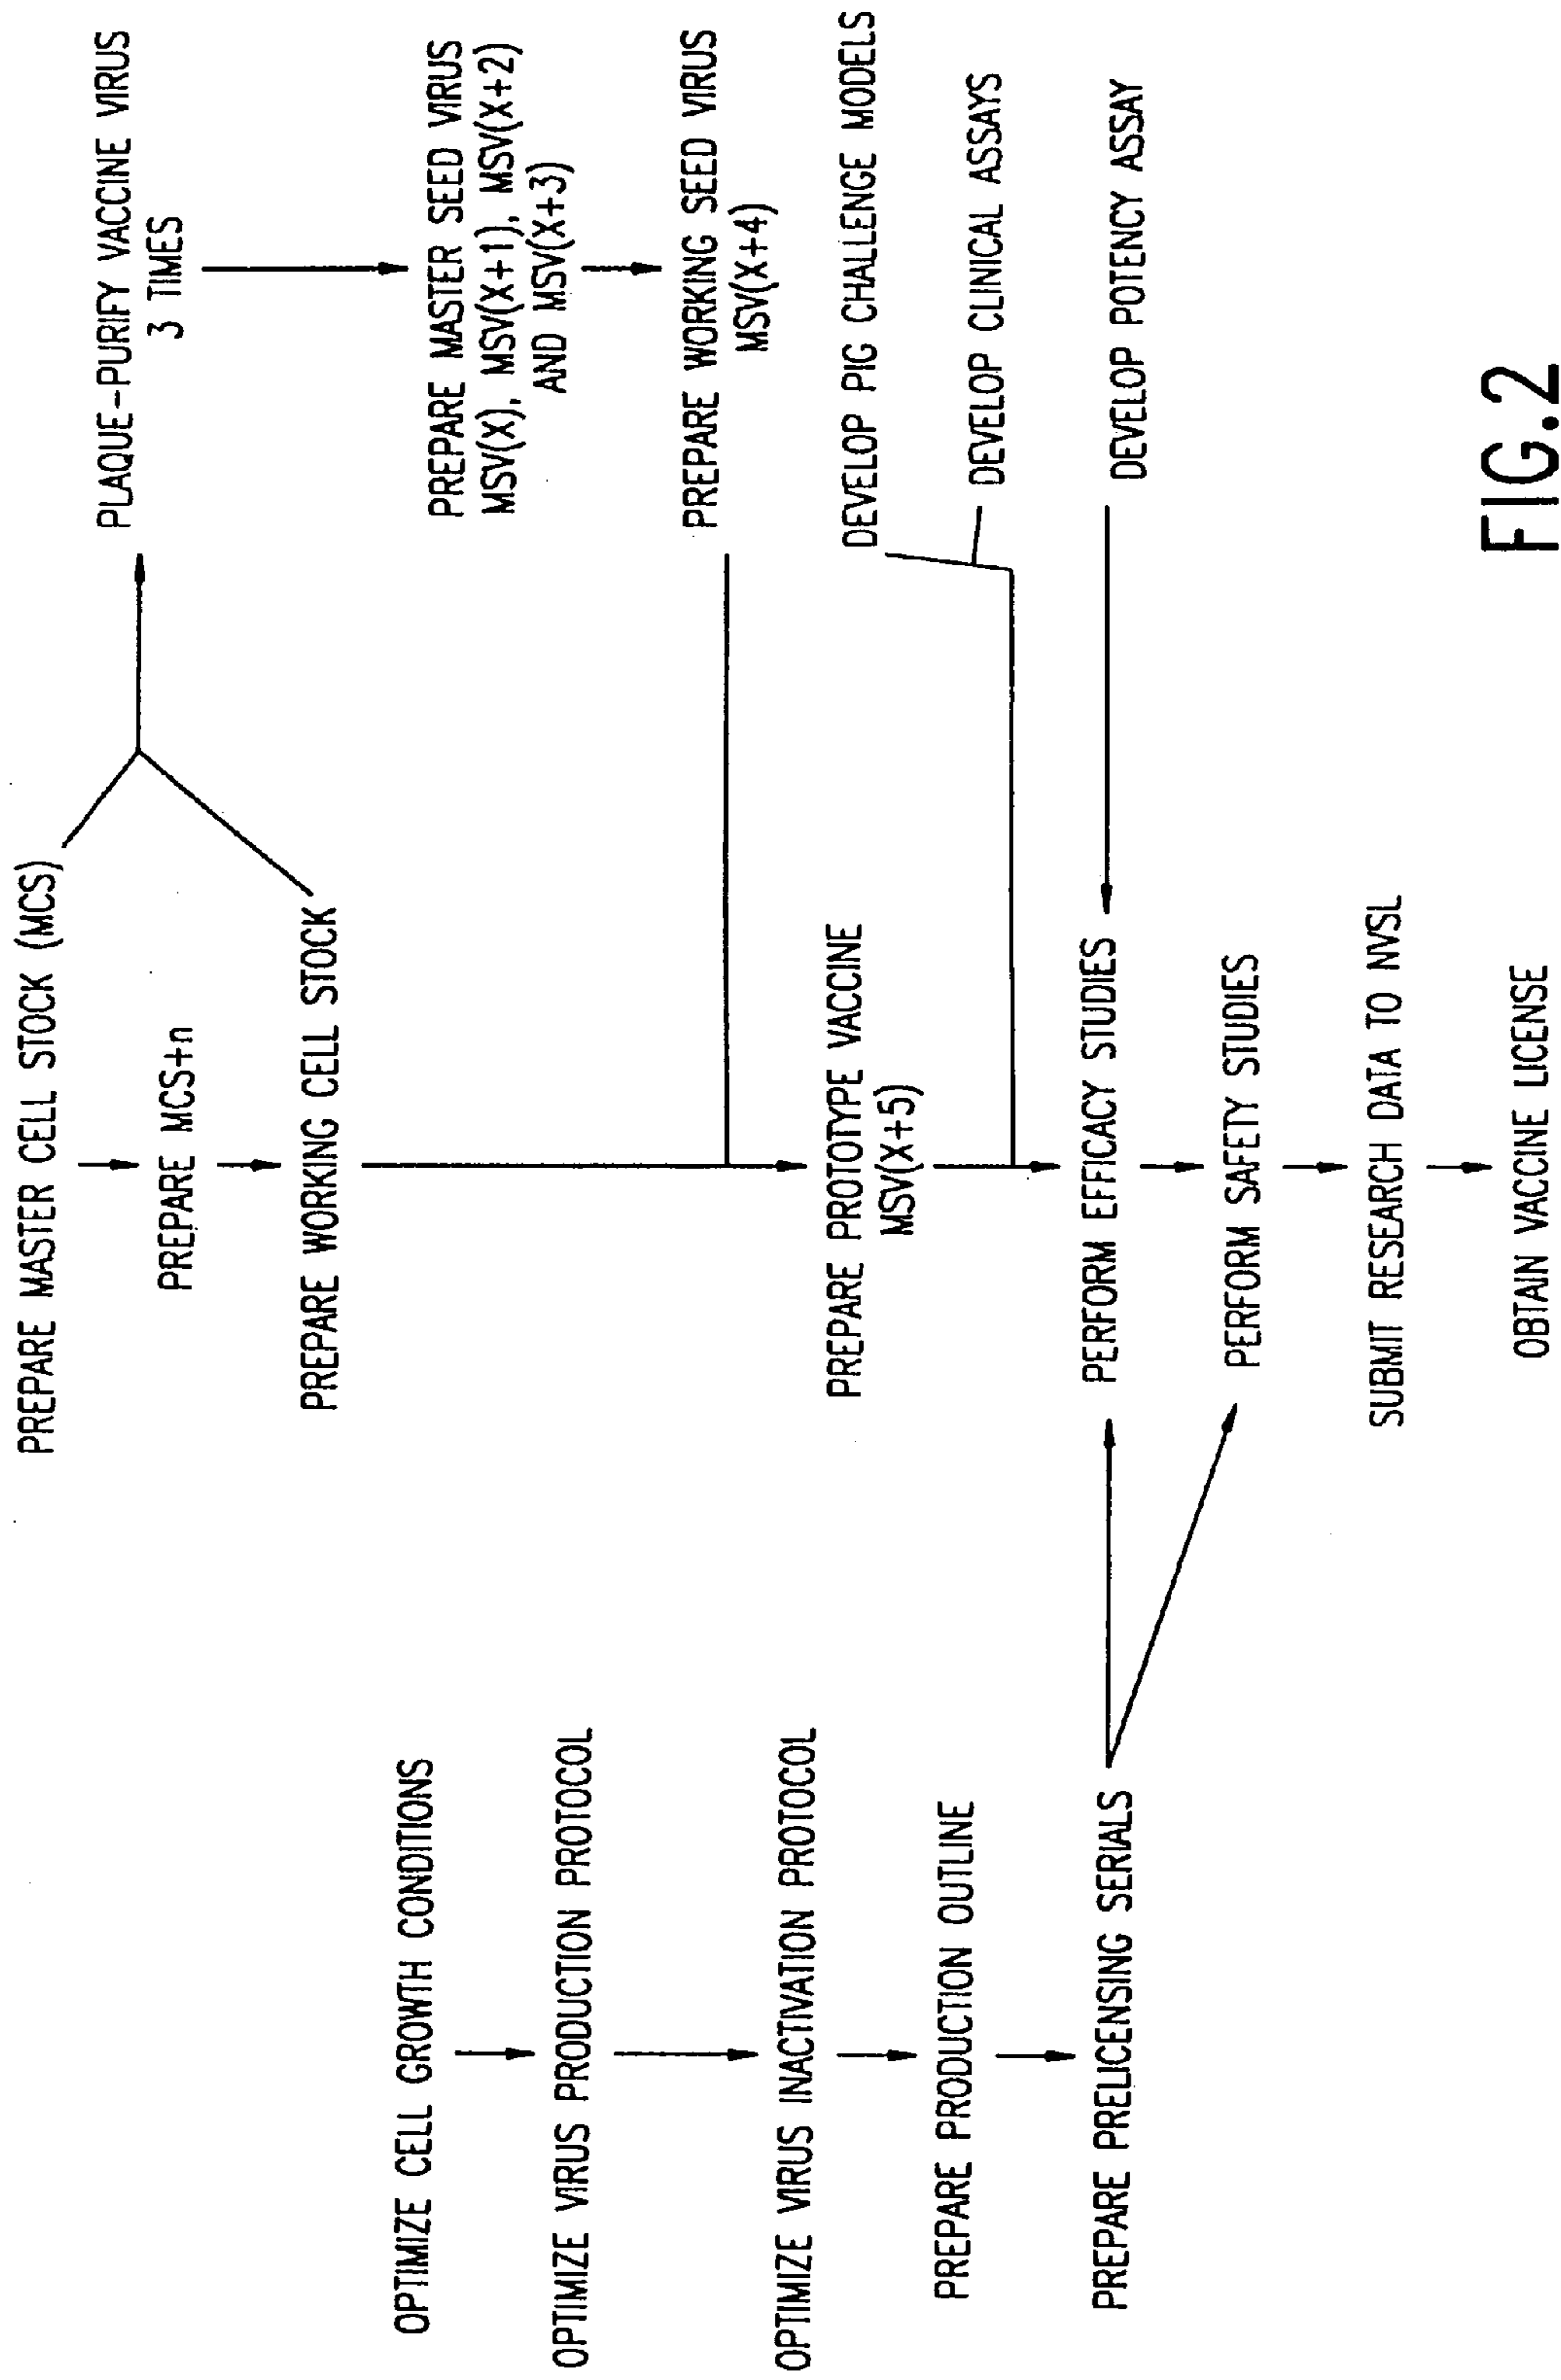 PREPARE MASTER CELL STOCK (MCS)
PREPARE MCS+n
PREPARE WORKING CELL STOCK
PLAQUE-PURIFY VACCINE VIRUS
3 TIMES
PREPARE MASTER SEED VIRUS
MSV(X), MSV(X+1), MSV(X+2)
AND MSV(X+3)
PREPARE WORKING SEED VIRUS
MSV(X+4)
OPTIMIZE CELL GROWTH CONDITIONS
OPTIMIZE VIRUS PRODUCTION PROTOCOL
OPTIMIZE VIRUS INACTIVATION PROTOCOL
PREPARE PRODUCTION OUTLINE
PREPARE PRELICENSING SERIALS
PREPARE PROTOTYPE VACCINE
MSV(X+5)
DEVELOP PIG CHALLENGE MODELS
DEVELOP CLINICAL ASSAYS
DEVELOP POTENCY ASSAY
PERFORM EFFICACY STUDIES
PERFORM SAFETY STUDIES
SUBMIT RESEARCH DATA TO NVSL
OBTAIN VACCINE LICENSE
FIG.2